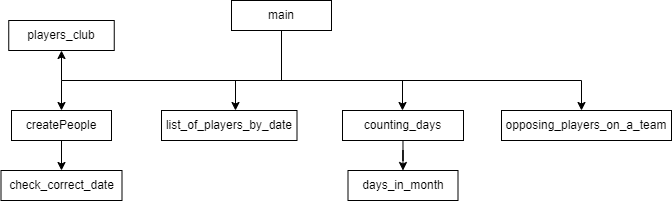 main
players_club
createPeople
list_of_players_by_date
counting_days
opposing_players_on_a_team
check_correct_date
days_in_month